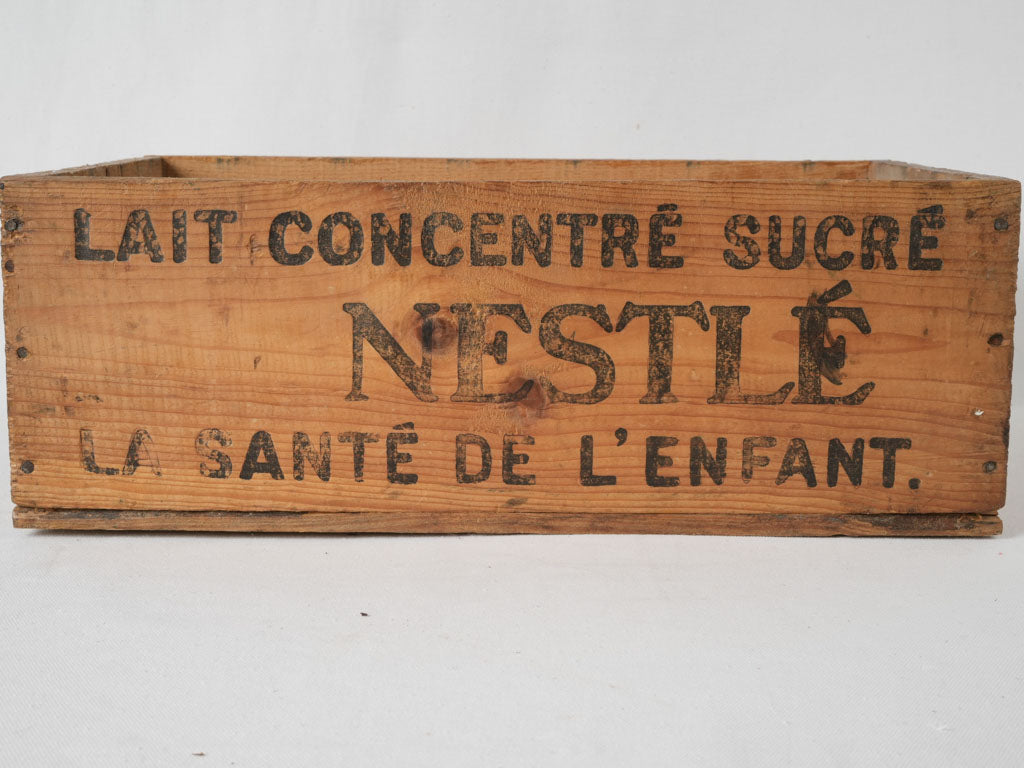 LAIT CONCENTRÉ SUCRÉ
NESTLÉ
LA SANTÉ DE L'ENFANT.